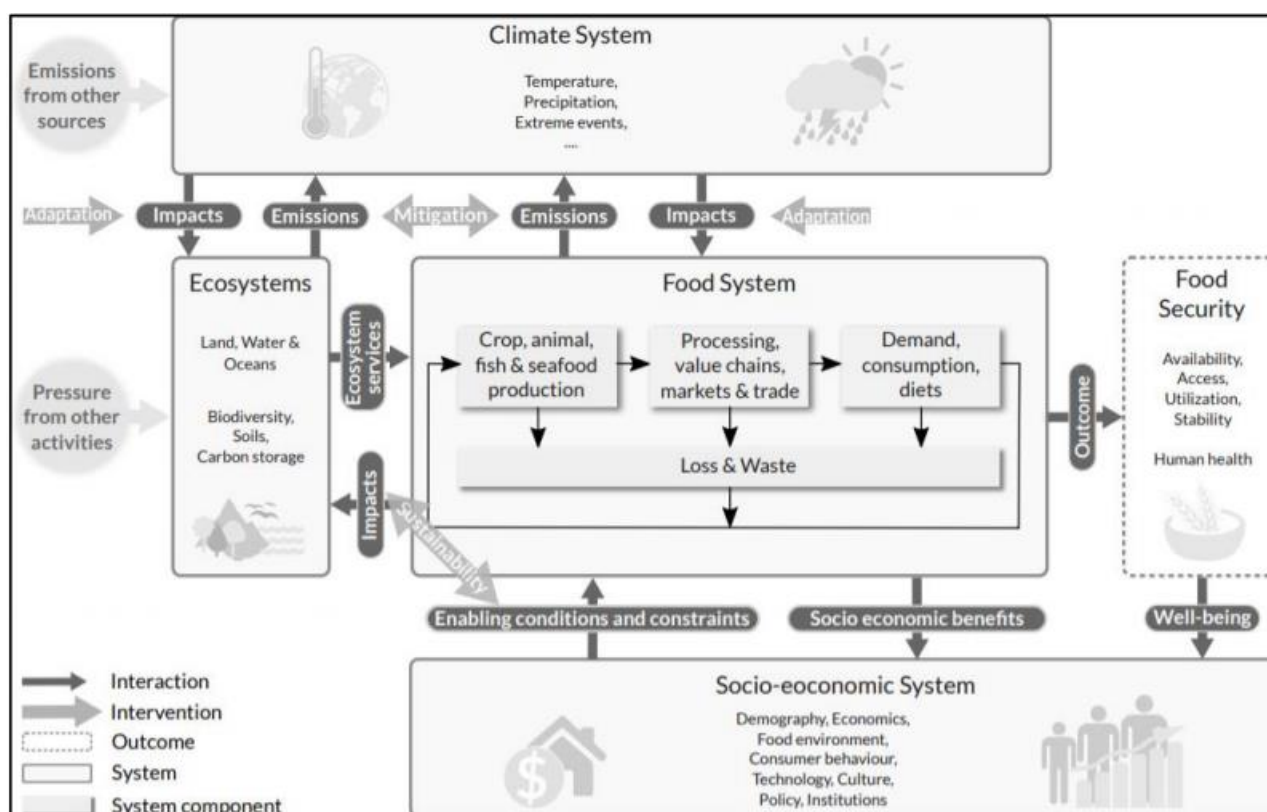 Climate System
Temperature,
Precipitation,
Extreme events,
....
Emissions
from other
sources
Adaptation
Impacts
Emissions
Mitigation
Emissions
Impacts
Adaptation
Ecosystems
Land, Water &
Oceans
Biodiversity,
Soils,
Carbon storage
Pressure
from other
activities
Ecosystem
services
Impacts
Sustainability
Food System
Crop, animal,
fish & seafood
production
Processing,
value chains,
markets & trade
Demand,
consumption,
diets
Loss & Waste
Outcome
Food
Security
Availability,
Access,
Utilization,
Stability
Human health
Enabling conditions and constraints
Socio economic benefits
Well-being
Socio-eoconomic System
Demography, Economics,
Food environment,
Consumer behaviour,
Technology, Culture,
Policy, Institutions
$
Interaction
Intervention
Outcome
System
System component